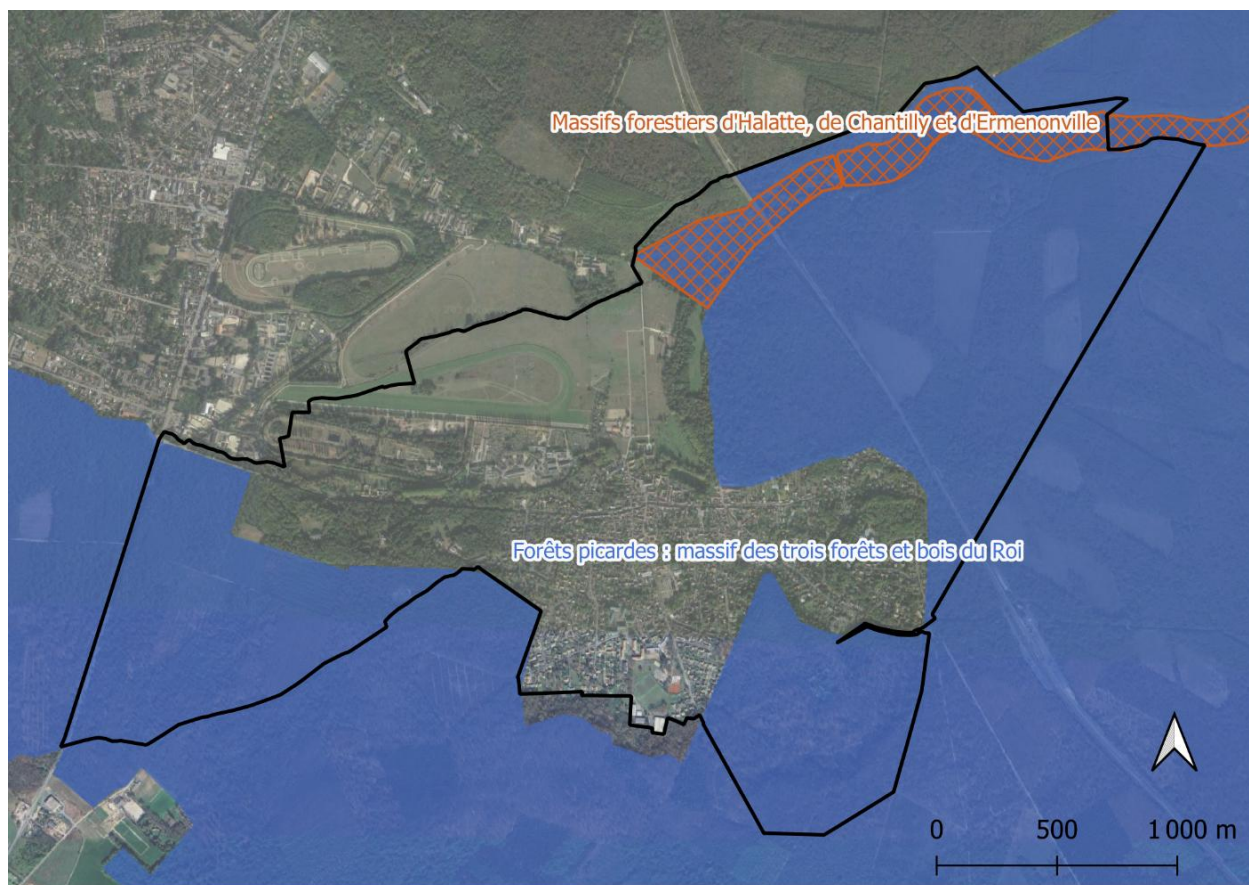 Massifs forestiers d'Halatte, de Chantilly et d'Ermenonville
Forêts picardes : massif des trois forêts et bois du Roi
0 500 1 000 m